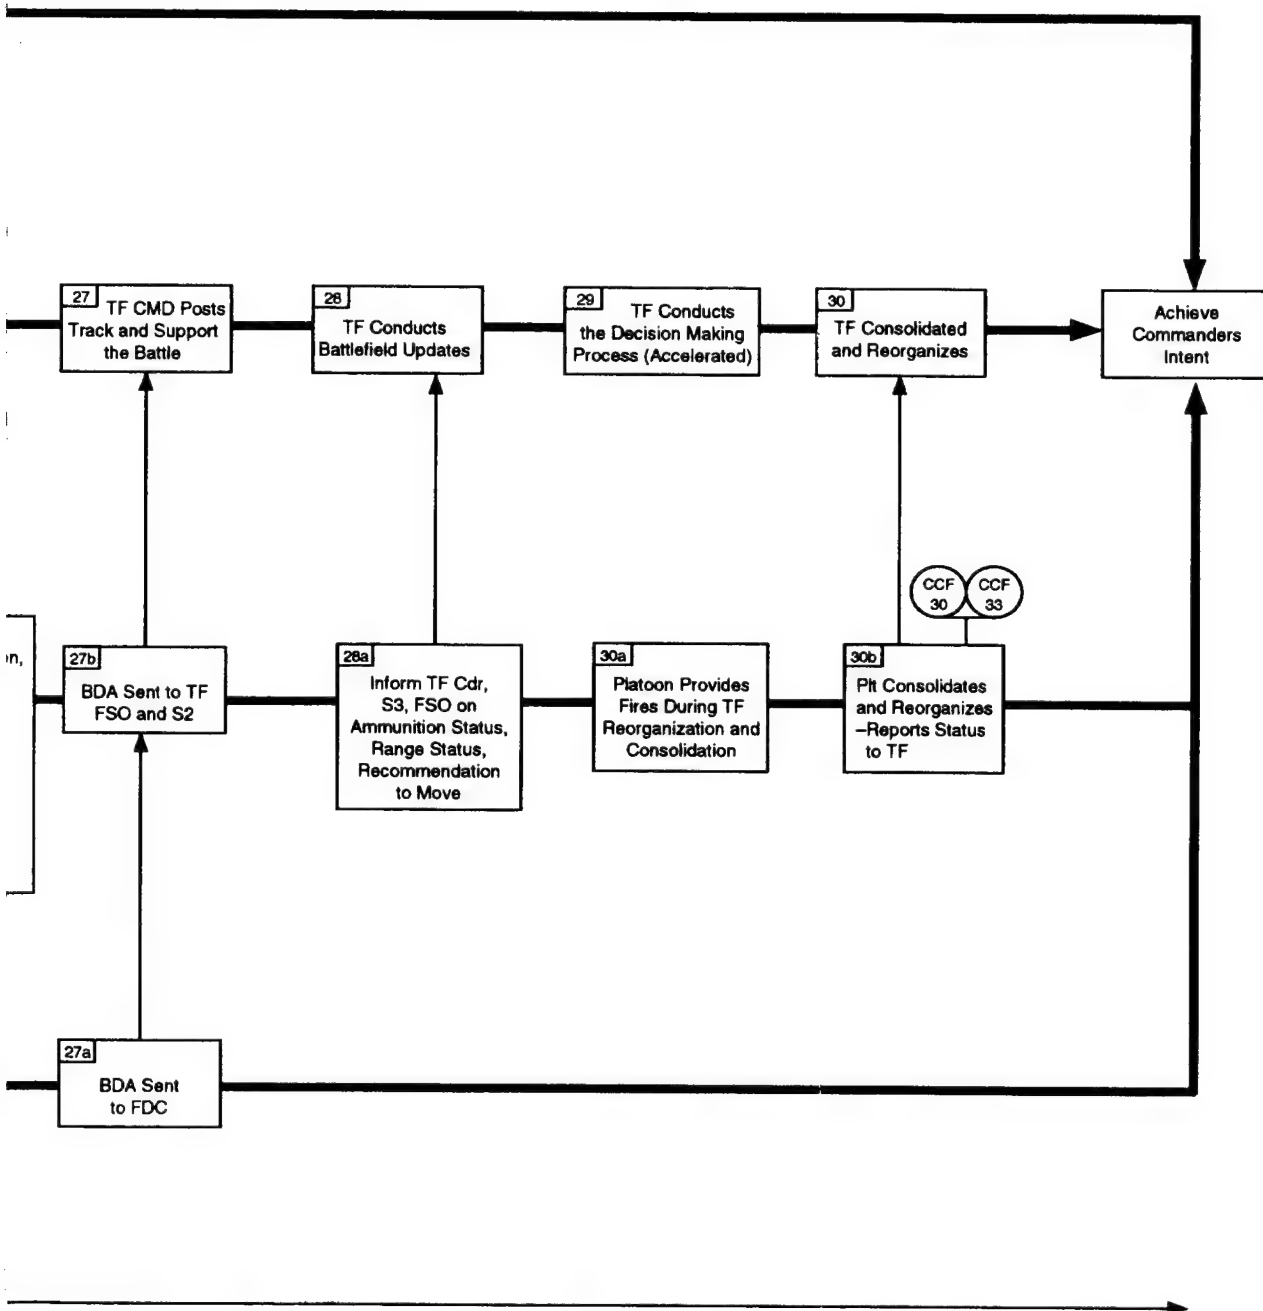 27
TF CMD Posts
Track and Support
the Battle
28
TF Conducts
Battlefield Updates
29
TF Conducts
the Decision Making
Process (Accelerated)
30
TF Consolidated
and Reorganizes
Achieve
Commanders
Intent
CCF
30
CCF
33
n,
27b
BDA Sent to TF
FSO and S2
28a
Inform TF Cdr,
S3, FSO on
Ammunition Status,
Range Status,
Recommendation
to Move
30a
Platoon Provides
Fires During TF
Reorganization and
Consolidation
30b
Plt Consolidates
and Reorganizes
–Reports Status
to TF
27a
BDA Sent
to FDC